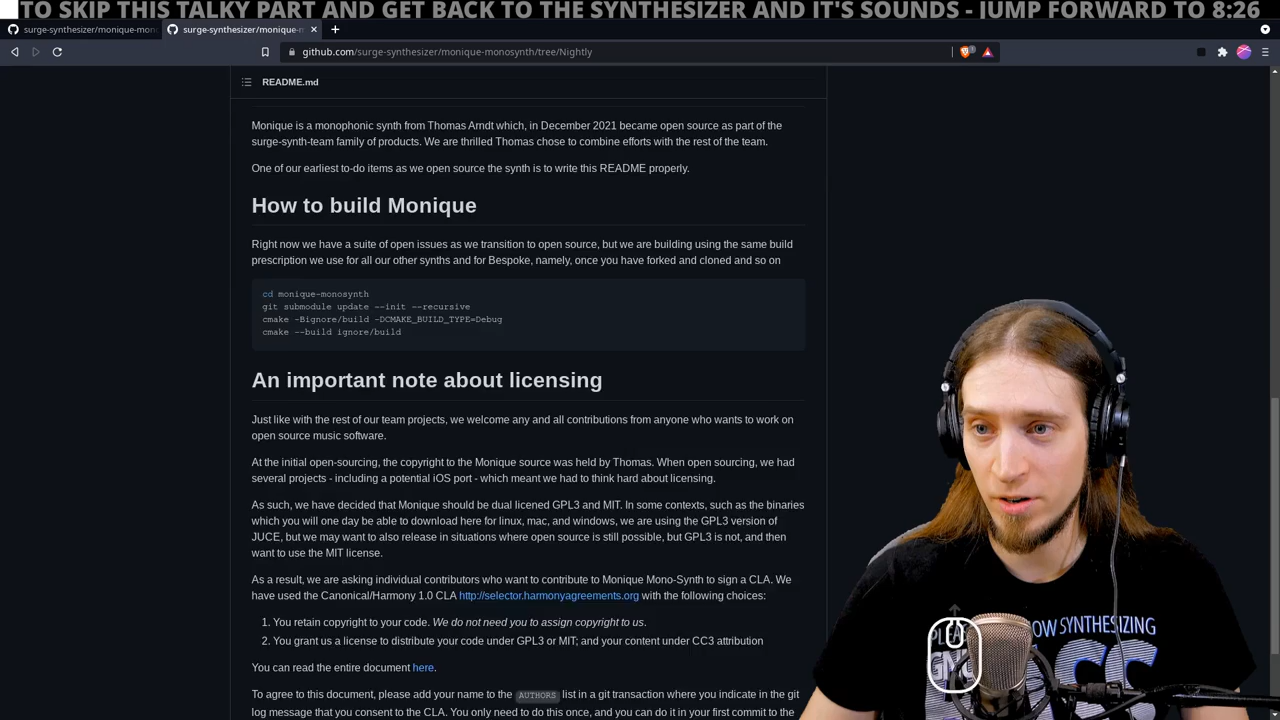 TO SKIP THIS TALKY PART AND GET BACK TO THE SYNTHESIZER AND IT'S SOUNDS - JUMP FORWARD TO 8:26
surge-synthesizer/monique-mon
surge-synthesizer/monique-m
github.com/surge-synthesizer/monique-monosynth/tree/Nightly
README.md
Monique is a monophonic synth from Thomas Arndt which, in December 2021 became open source as part of the
surge-synth-team family of products. We are thrilled Thomas chose to combine efforts with the rest of the team.
One of our earliest to-do items as we open source the synth is to write this README properly.
How to build Monique
Right now we have a suite of open issues as we transition to open source, but we are building using the same build
prescription we use for all our other synths and for Bespoke, namely, once you have forked and cloned and so on
cd monique-monosynth
git submodule update --init --recursive
cmake -Bignore/build -DCMAKE_BUILD_TYPE=Debug
cmake --build ignore/build
An important note about licensing
Just like with the rest of our team projects, we welcome any and all contributions from anyone who wants to work on
open source music software.
At the initial open-sourcing, the copyright to the Monique source was held by Thomas. When open sourcing, we had
several projects - including a potential iOS port - which meant we had to think hard about licensing.
As such, we have decided that Monique should be dual licened GPL3 and MIT. In some contexts, such as the binaries
which you will one day be able to download here for linux, mac, and windows, we are using the GPL3 version of
JUCE, but we may want to also release in situations where open source is still possible, but GPL3 is not, and then
want to use the MIT license.
As a result, we are asking individual contributors who want to contribute to Monique Mono-Synth to sign a CLA. We
have used the Canonical/Harmony 1.0 CLA http://selector.harmonyagreements.org with the following choices:
1. You retain copyright to your code. We do not need you to assign copyright to us.
2. You grant us a license to distribute your code under GPL3 or MIT; and your content under CC3 attribution
You can read the entire document here.
To agree to this document, please add your name to the AUTHORS list in a git transaction where you indicate in the git
log message that you consent to the CLA. You only need to do this once, and you can do it in your first commit to the
OW SYNTHESIZING